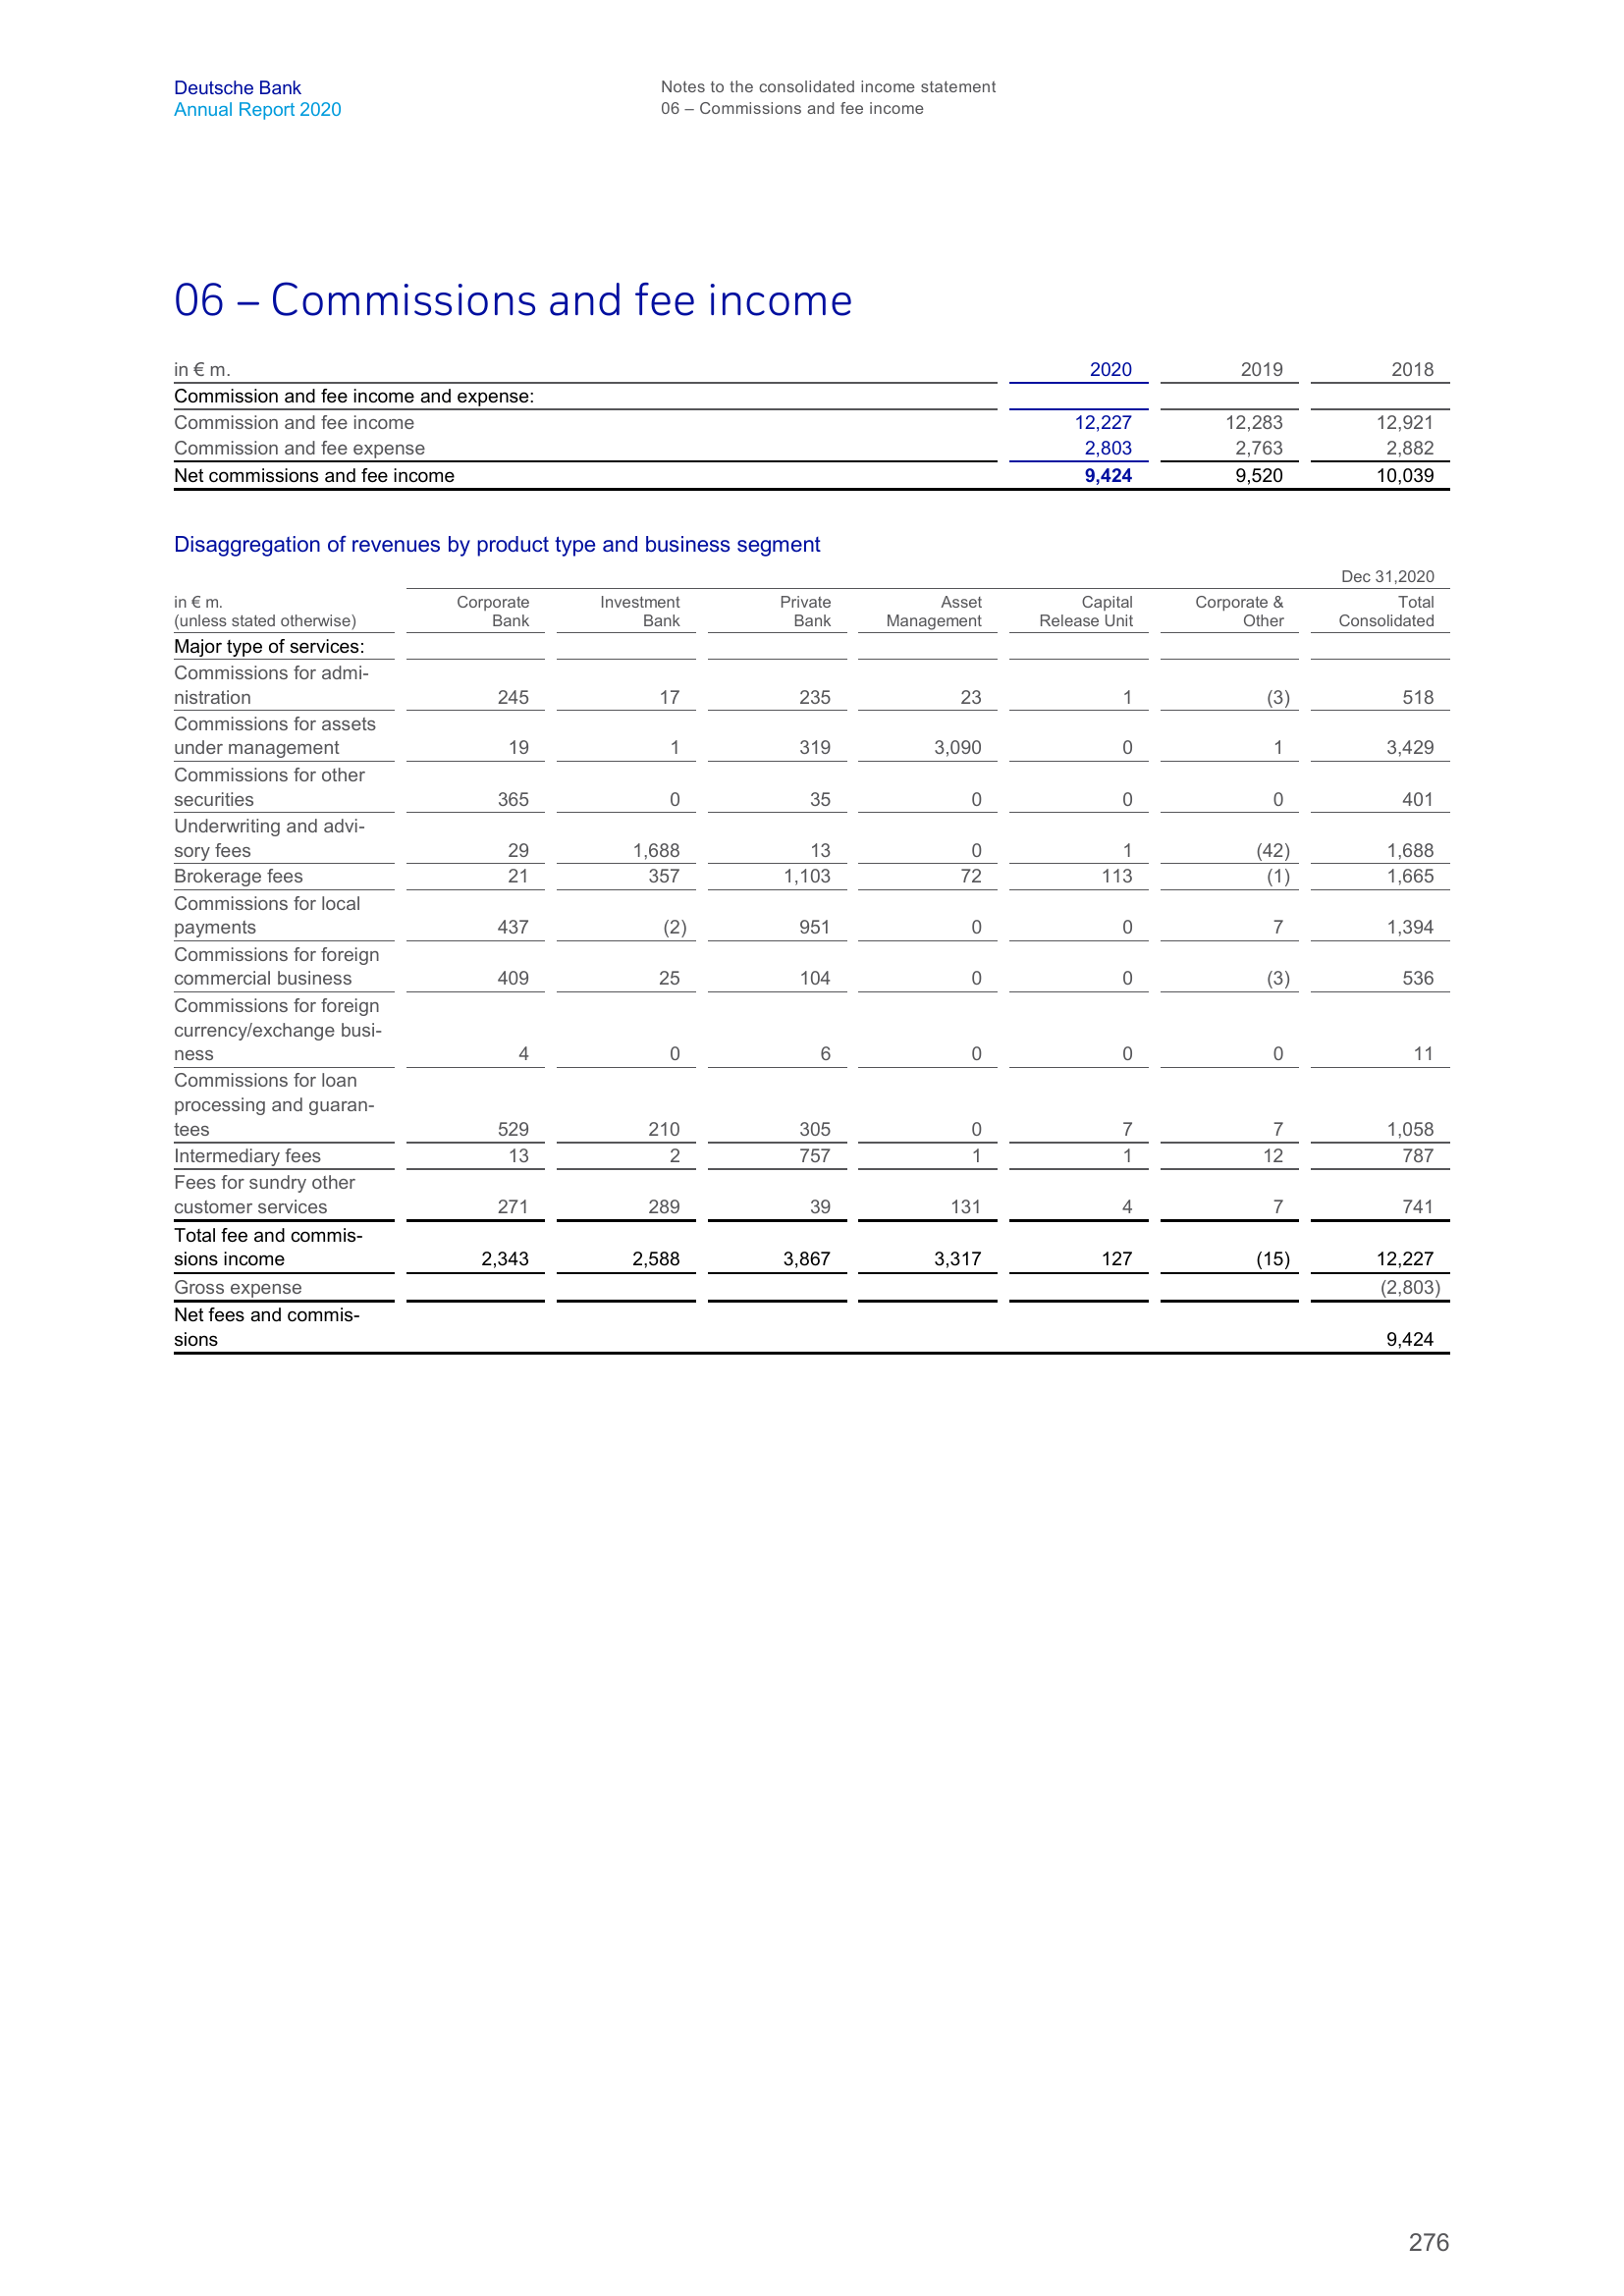 Deutsche Bank
Annual Report 2020
Notes to the consolidated income statement
06 – Commissions and fee income
06 – Commissions and fee income
in € m. 2020 2019 2018
Commission and fee income and expense:
Commission and fee income 12,227 12,283 12,921
Commission and fee expense 2,803 2,763 2,882
Net commissions and fee income 9,424 9,520 10,039
Disaggregation of revenues by product type and business segment
Dec 31,2020
in € m. Corporate Investment Private Asset Capital Corporate & Total
(unless stated otherwise) Bank Bank Bank Management Release Unit Other Consolidated
Major type of services:
Commissions for admi-
nistration 245 17 235 23 1 (3) 518
Commissions for assets
under management 19 1 319 3,090 0 1 3,429
Commissions for other
securities 365 0 35 0 0 0 401
Underwriting and advi-
sory fees 29 1,688 13 0 1 (42) 1,688
Brokerage fees 21 357 1,103 72 113 (1) 1,665
Commissions for local
payments 437 (2) 951 0 0 7 1,394
Commissions for foreign
commercial business 409 25 104 0 0 (3) 536
Commissions for foreign
currency/exchange busi-
ness 4 0 6 0 0 0 11
Commissions for loan
processing and guaran-
tees 529 210 305 0 7 7 1,058
Intermediary fees 13 2 757 1 1 12 787
Fees for sundry other
customer services 271 289 39 131 4 7 741
Total fee and commis-
sions income 2,343 2,588 3,867 3,317 127 (15) 12,227
Gross expense (2,803)
Net fees and commis-
sions 9,424
276